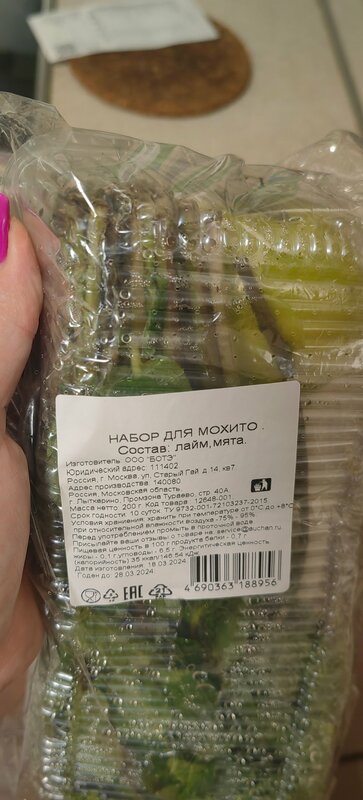 НАБОР ДЛЯ МОХИТО .
Состав: лайм,мята.
Изготовитель: ООО "БОТЭ"
Юридический адрес: 111402
Россия, г Москва, ул. Старый Гай, д 14, кв7
Адрес производства: 140080
Россия, Московская область,
г. Лыткарино, Промзона Тураево, стр. 40А
Масса нетто: 200 г Код товара: 12648-001.
Срок годности: 10 суток. ТУ 9732-001-72103237-2015.
Условия хранения: хранить при температуре от 0°С до +8°С
при относительной влажности воздуха -75% - 95%
Перед употреблением промыть в проточной воде.
Присылайте ваши отзывы о товаре на: service@auchan.ru
Пищевая ценность в 100 г продукта белки - 0,7 г
жиры - 0,1 г углеводы - 6,5 г. Энергитическая ценность
(калорийность) 35 ккал/146,54 кДж
Дата изготовления: 18.03.2024
Годен до: 28.03.2024
4 690363 188956
EAC